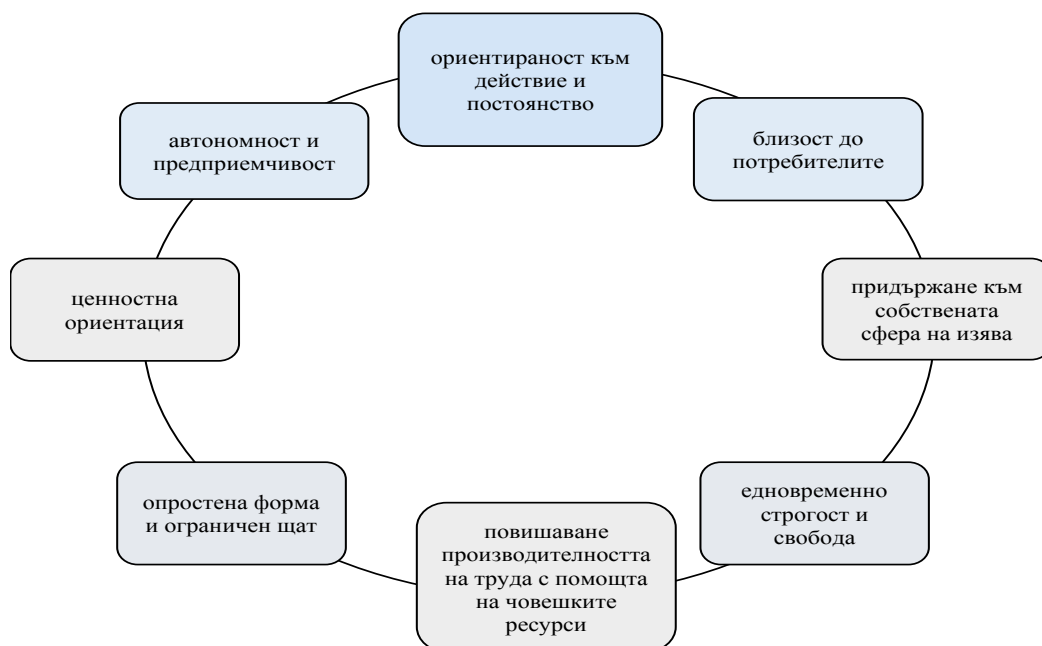 ориентираност към
действие и
постоянство
близост до
потребителите
придържане към
собствената
сфера на изява
едновременно
строгост и
свобода
повишаване
производителността
на труда с помощта
на човешките
ресурси
опростена форма
и ограничен щат
ценностна
ориентация
автономност и
предприемчивост